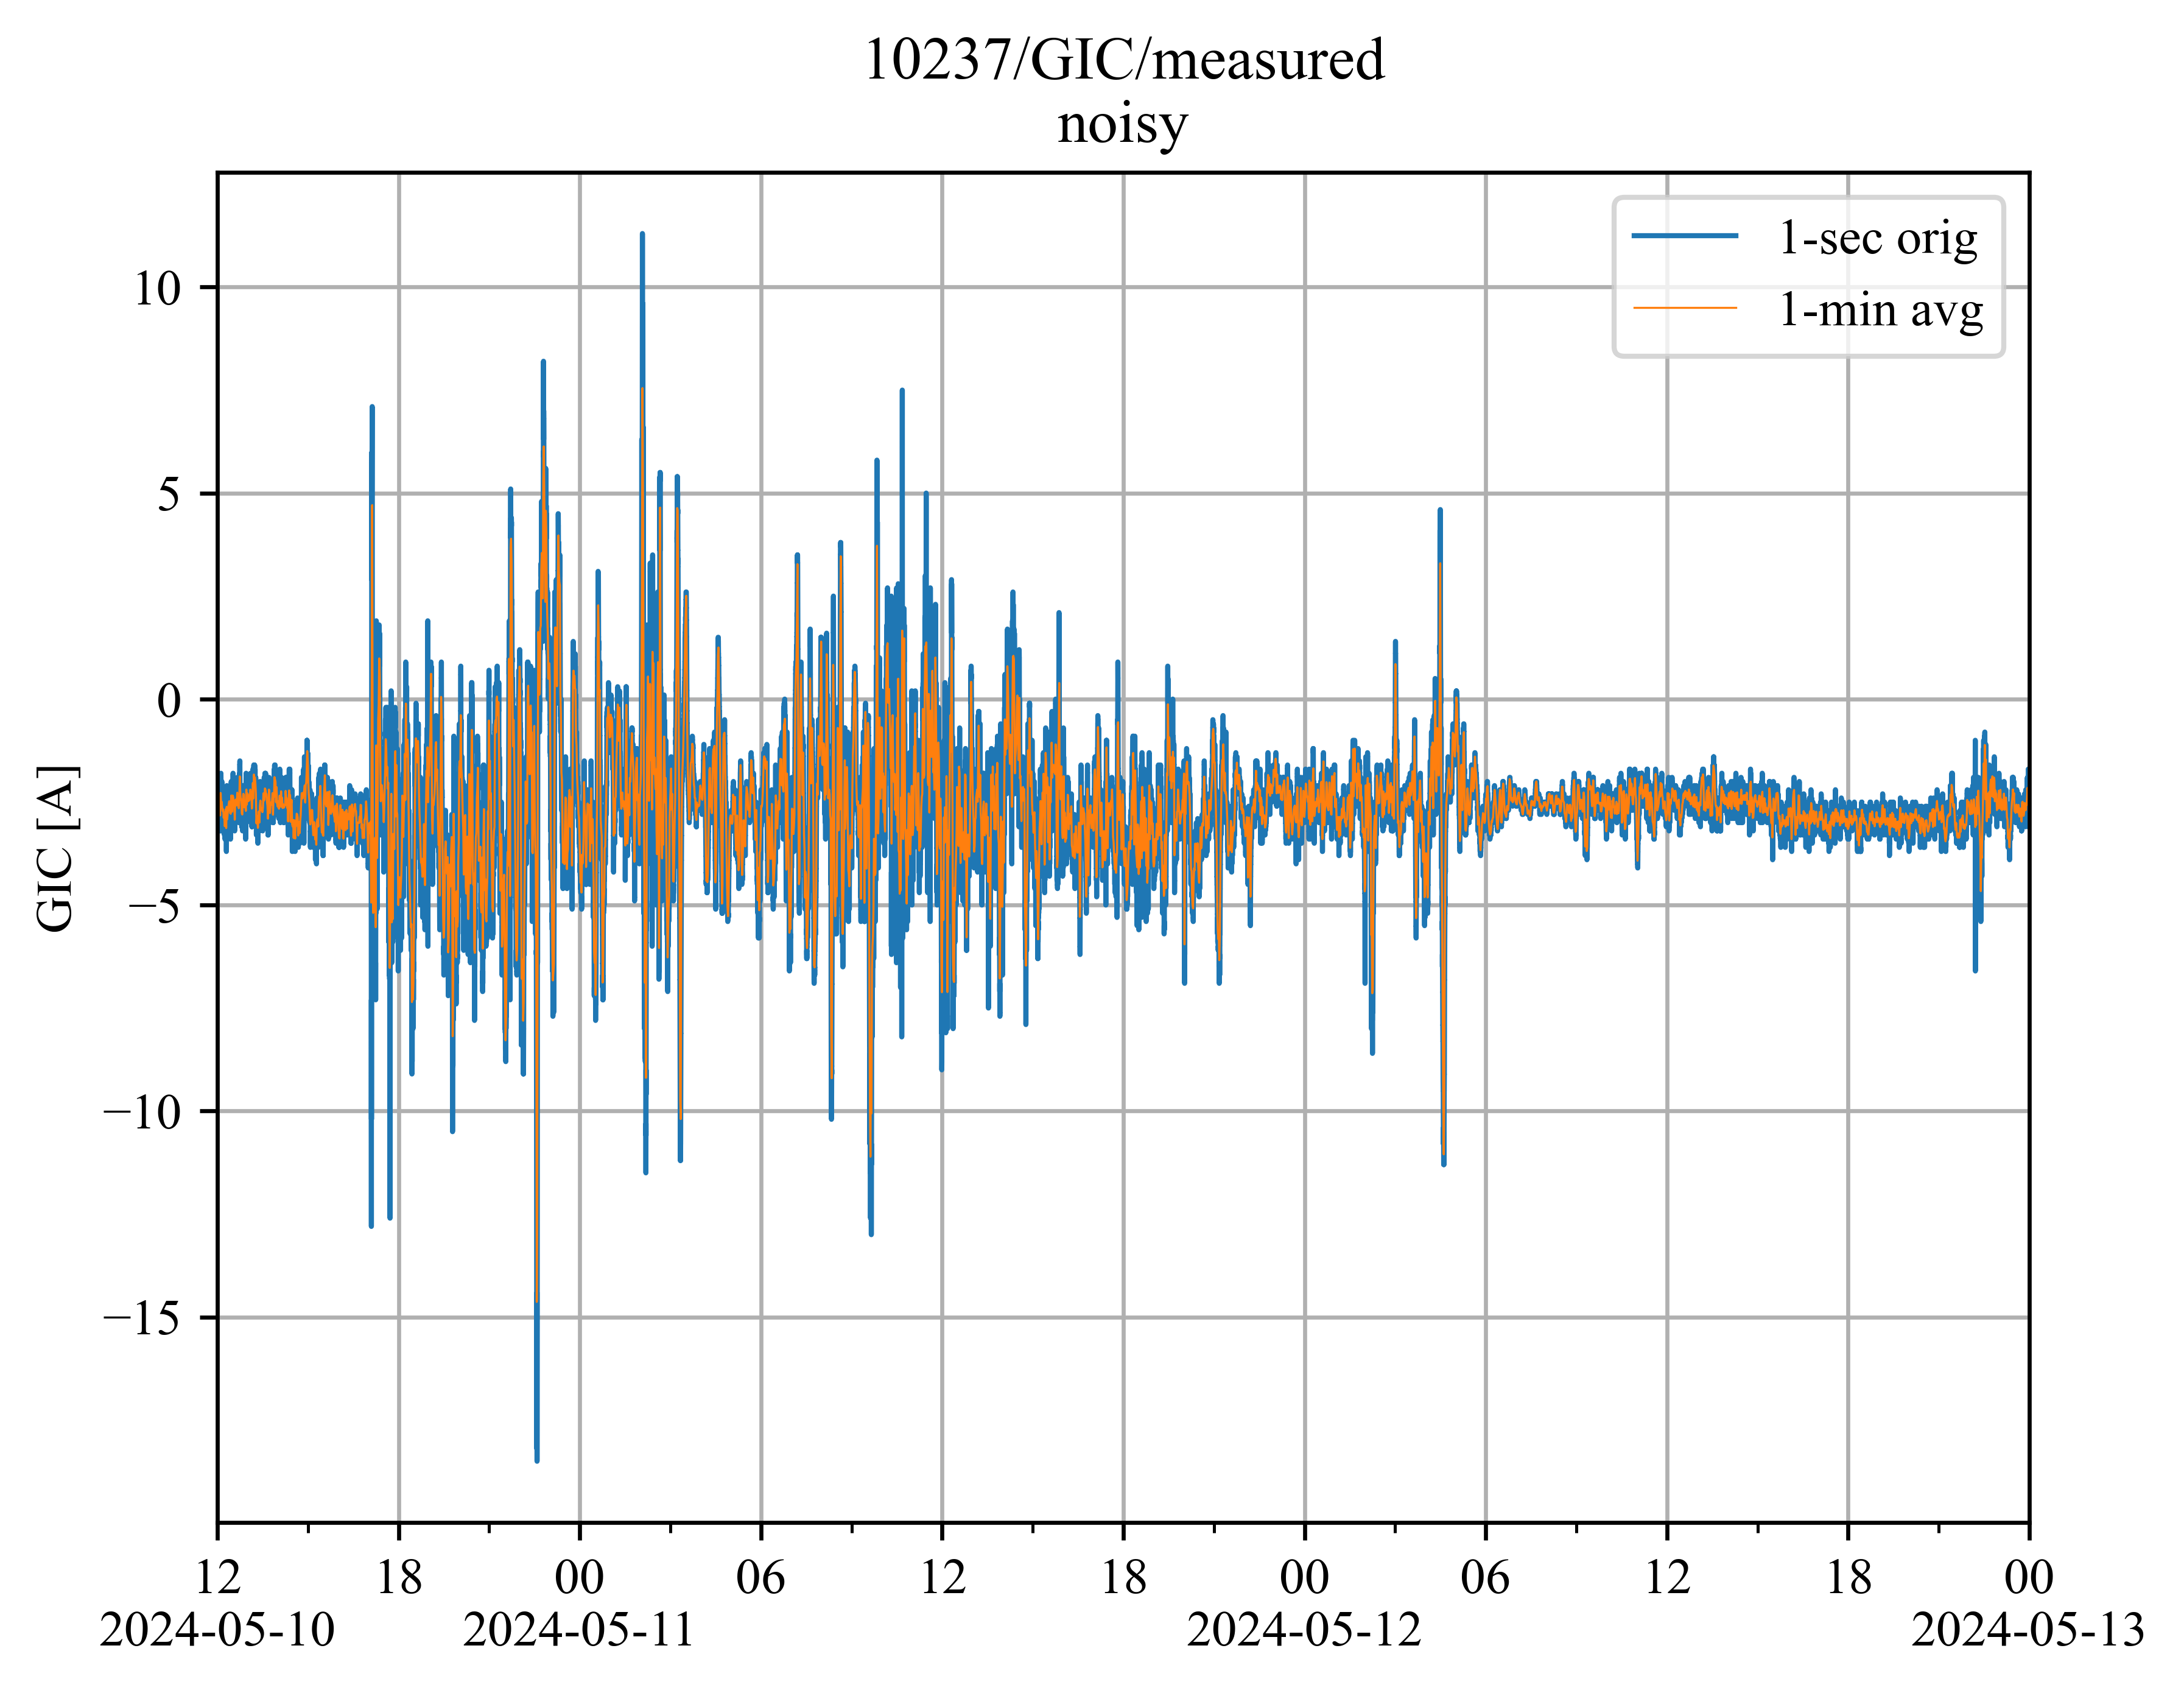 10237/GIC/measured
noisy
1-sec orig
1-min avg
GIC [A]
10
5
0
−5
−10
−15
12 18 00 06 12 18 00 06 12 18 00
2024-05-10 2024-05-11 2024-05-12 2024-05-13